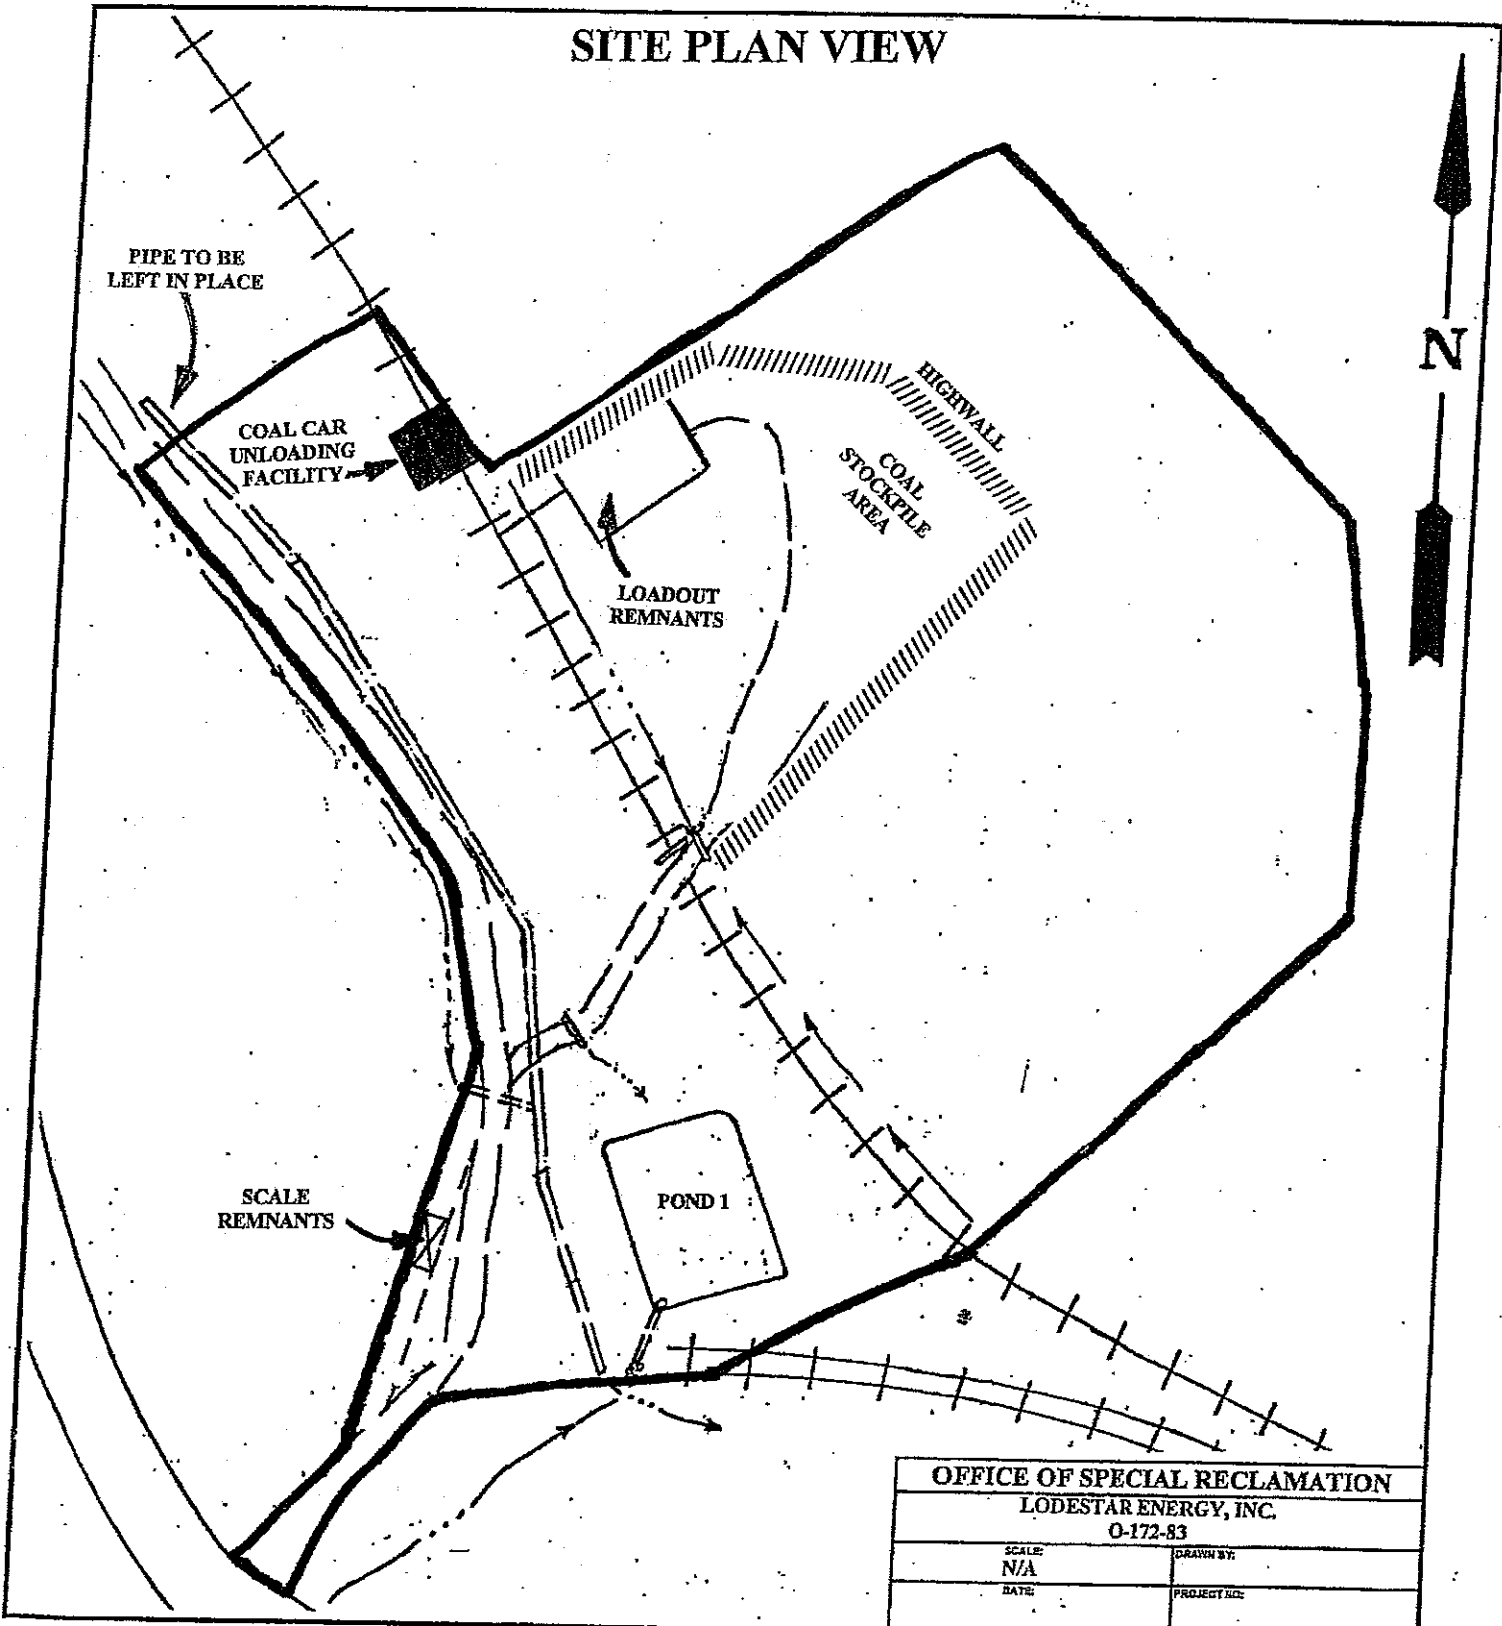 SITE PLAN VIEW
PIPE TO BE
LEFT IN PLACE
N
HIGHWALL
COAL CAR
UNLOADING
FACILITY
COAL
STOCKPILE
AREA
LOADOUT
REMNANTS
SCALE
REMNANTS
POND 1
OFFICE OF SPECIAL RECLAMATION
LODESTAR ENERGY, INC.
O-172-83
SCALE:
N/A
DRAWN BY:
DATE:
PROJECT NO: